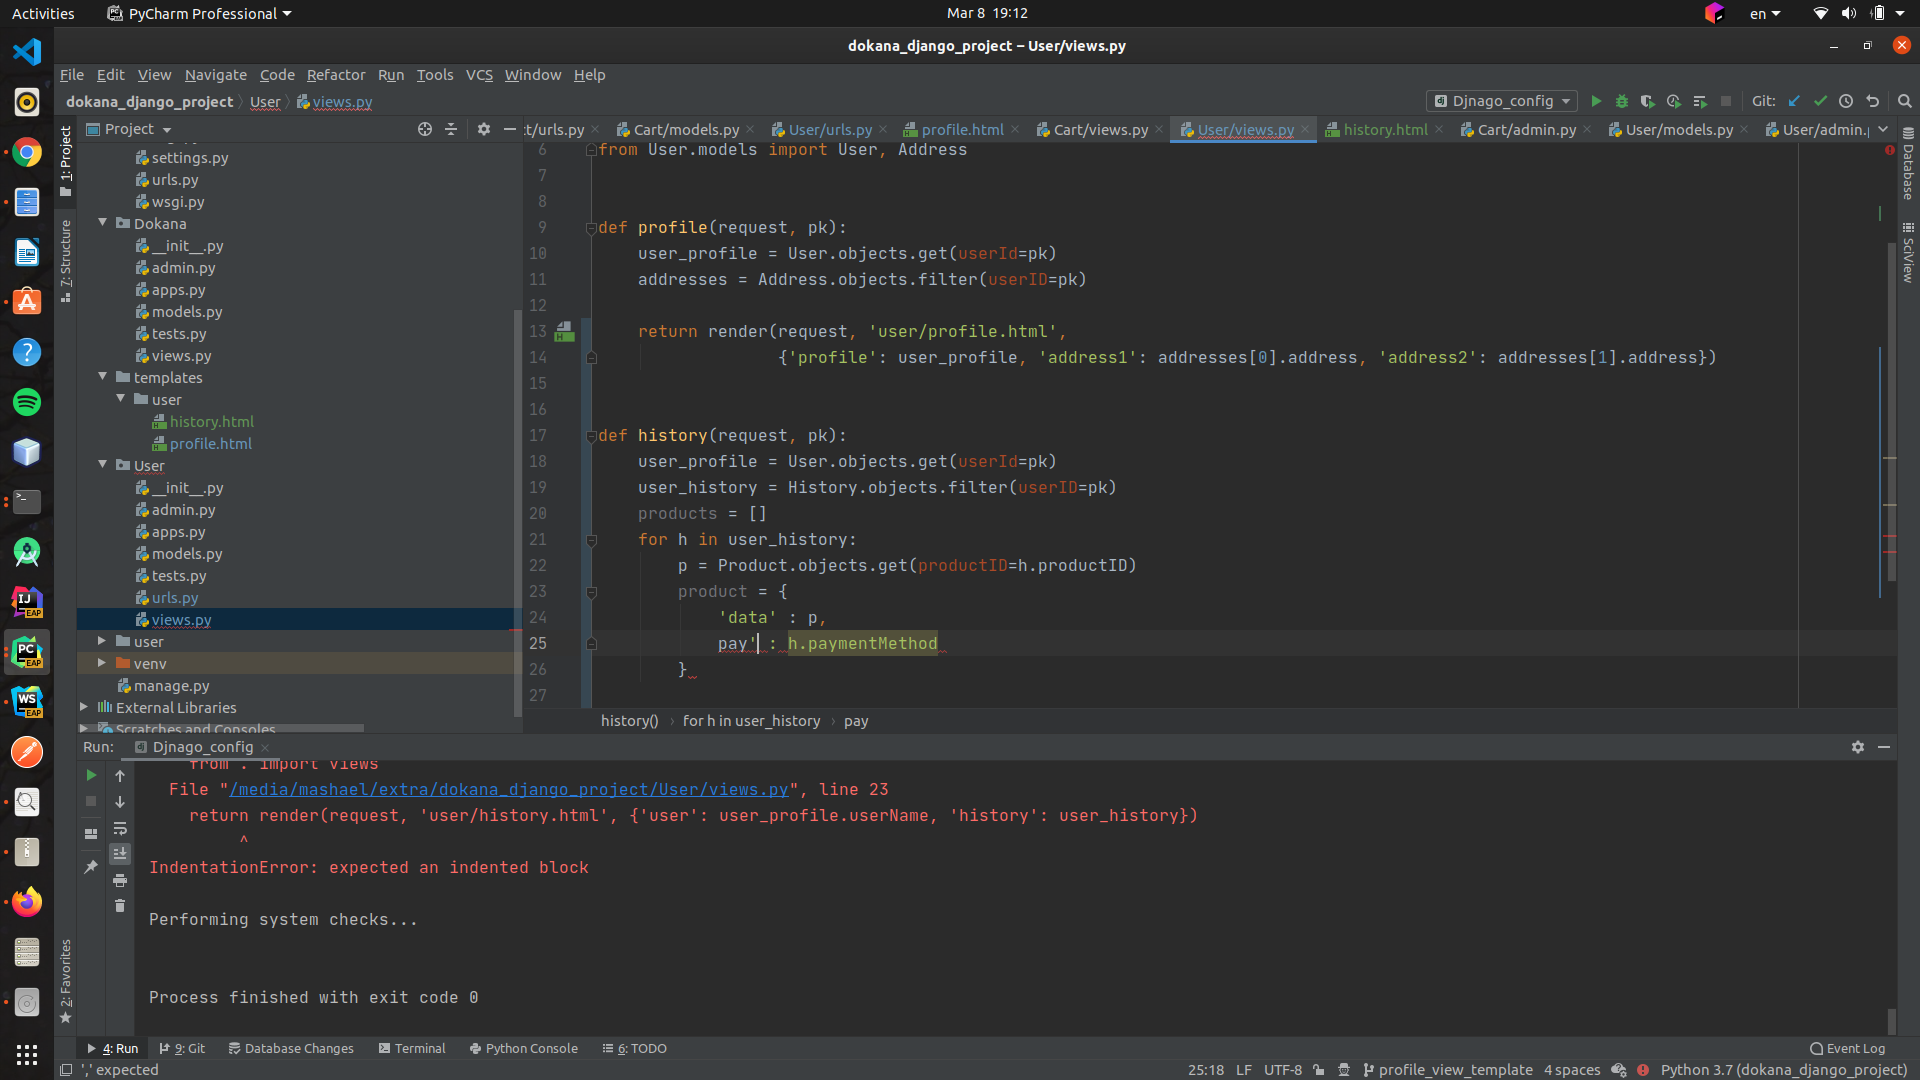 Activities
PyCharm Professional
Mar 8 19:12
en
dokana_django_project – User/views.py
File Edit View Navigate Code Refactor Run Tools VCS Window Help
dokana_django_project User views.py
Djnago_config
Git:
Project
t/urls.py Cart/models.py User/urls.py profile.html Cart/views.py User/views.py history.html Cart/admin.py User/models.py User/admin.
1: Project
7: Structure
2: Favorites
Database
SciView
settings.py
urls.py
wsgi.py
Dokana
__init__.py
admin.py
apps.py
models.py
tests.py
views.py
templates
user
history.html
profile.html
User
__init__.py
admin.py
apps.py
models.py
tests.py
urls.py
views.py
user
venv
manage.py
External Libraries
Scratches and Consoles
6 from User.models import User, Address
7
8
9 def profile(request, pk):
10 user_profile = User.objects.get(userId=pk)
11 addresses = Address.objects.filter(userID=pk)
12
13 return render(request, 'user/profile.html',
14 {'profile': user_profile, 'address1': addresses[0].address, 'address2': addresses[1].address})
15
16
17 def history(request, pk):
18 user_profile = User.objects.get(userId=pk)
19 user_history = History.objects.filter(userID=pk)
20 products = []
21 for h in user_history:
22 p = Product.objects.get(productID=h.productID)
23 product = {
24 'data' : p,
25 pay' : h.paymentMethod
26 }
27
history() › for h in user_history › pay
Run: Djnago_config
from . import views
File "/media/mashael/extra/dokana_django_project/User/views.py", line 23
return render(request, 'user/history.html', {'user': user_profile.userName, 'history': user_history})
^
IndentationError: expected an indented block
Performing system checks...
Process finished with exit code 0
4: Run 9: Git Database Changes Terminal Python Console 6: TODO Event Log
',' expected
25:18 LF UTF-8 profile_view_template 4 spaces Python 3.7 (dokana_django_project)
IJ
EAP
PC
EAP
WS
EAP